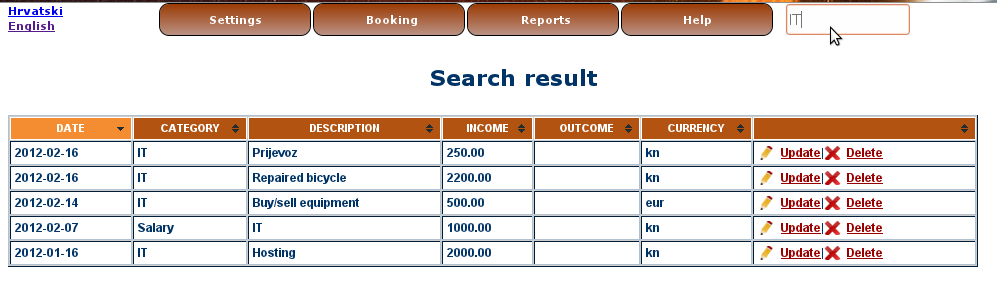 Hrvatski
English
Settings Booking Reports Help IT
Search result
DATE CATEGORY DESCRIPTION INCOME OUTCOME CURRENCY
2012-02-16 IT Prijevoz 250.00 kn Update| Delete
2012-02-16 IT Repaired bicycle 2200.00 kn Update| Delete
2012-02-14 IT Buy/sell equipment 500.00 eur Update| Delete
2012-02-07 Salary IT 1000.00 kn Update| Delete
2012-01-16 IT Hosting 2000.00 kn Update| Delete